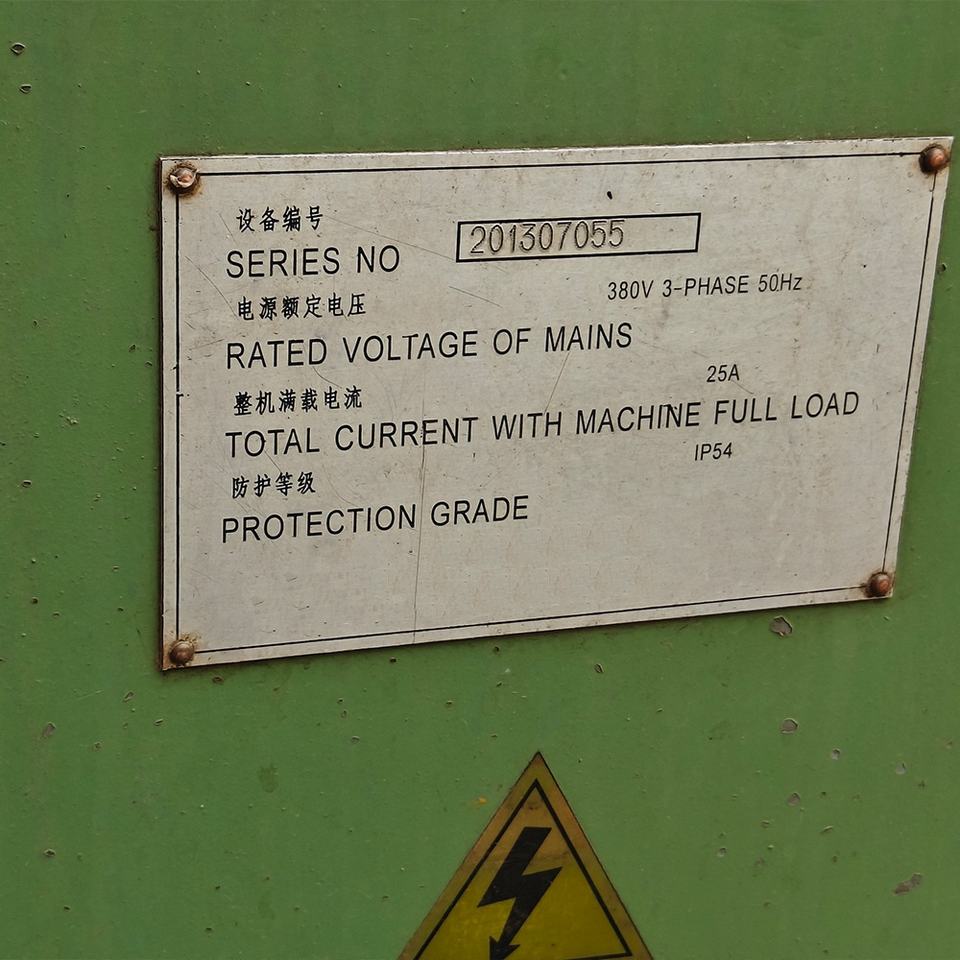 设备编号
SERIES NO 201307055
电源额定电压 380V 3-PHASE 50Hz
RATED VOLTAGE OF MAINS
整机满载电流 25A
TOTAL CURRENT WITH MACHINE FULL LOAD
防护等级 IP54
PROTECTION GRADE